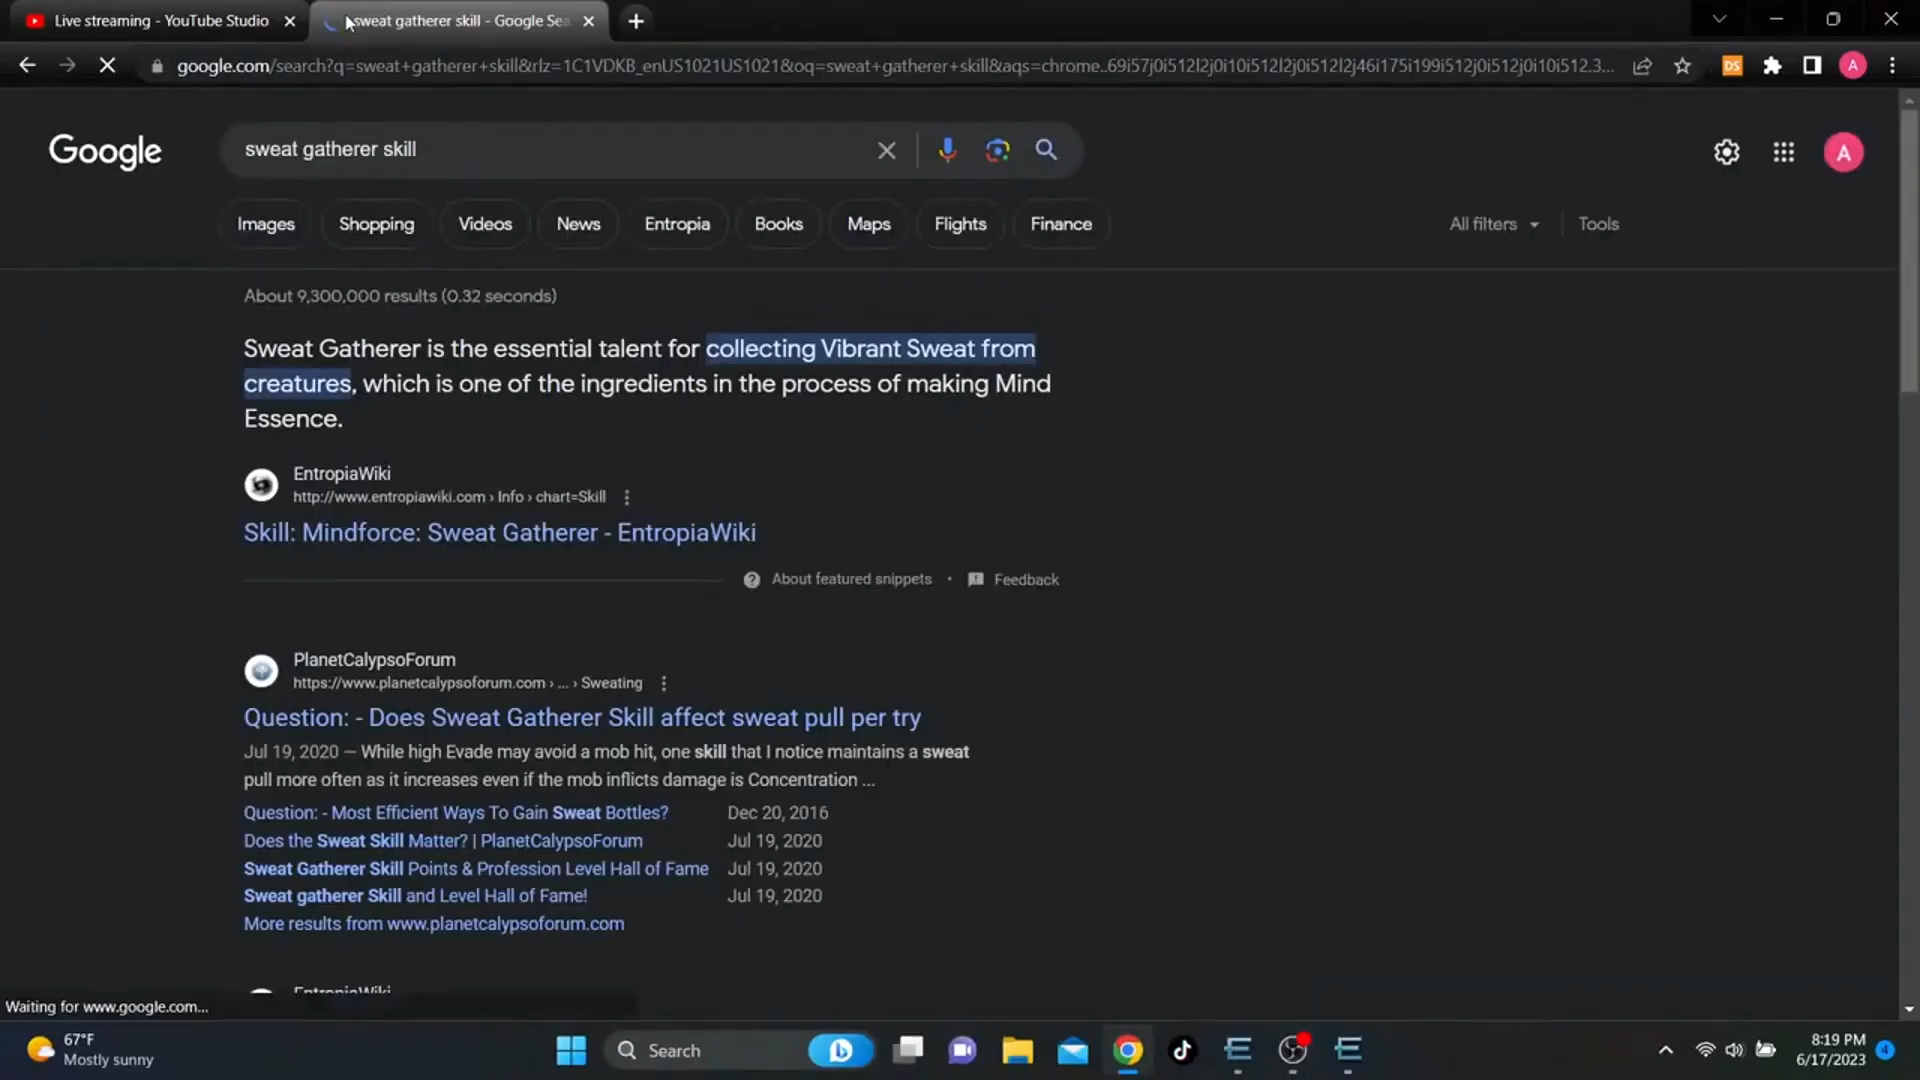 Live streaming - YouTube Studio
sweat gatherer skill - Google Sea
google.com/search?q=sweat+gatherer+skill&rlz=1C1VDKB_enUS1021US1021&oq=sweat+gatherer+skill&aqs=chrome..69i57j0i512l2j0i10i512l2j0i512l2j46i175i199i512j0i512j0i10i512.3...
DS
A
Google
sweat gatherer skill
A
Images
Shopping
Videos
News
Entropia
Books
Maps
Flights
Finance
All filters
Tools
About 9,300,000 results (0.32 seconds)
Sweat Gatherer is the essential talent for collecting Vibrant Sweat from
creatures, which is one of the ingredients in the process of making Mind
Essence.
EntropiaWiki
http://www.entropiawiki.com › Info › chart=Skill
Skill: Mindforce: Sweat Gatherer - EntropiaWiki
About featured snippets • Feedback
PlanetCalypsoForum
https://www.planetcalypsoforum.com › ... › Sweating
Question: - Does Sweat Gatherer Skill affect sweat pull per try
Jul 19, 2020 — While high Evade may avoid a mob hit, one skill that I notice maintains a sweat
pull more often as it increases even if the mob inflicts damage is Concentration ...
Question: - Most Efficient Ways To Gain Sweat Bottles? Dec 20, 2016
Does the Sweat Skill Matter? | PlanetCalypsoForum Jul 19, 2020
Sweat Gatherer Skill Points & Profession Level Hall of Fame Jul 19, 2020
Sweat gatherer Skill and Level Hall of Fame! Jul 19, 2020
More results from www.planetcalypsoforum.com
EntropiaWiki
Waiting for www.google.com...
67°F
Mostly sunny
Search
8:19 PM
6/17/2023
4